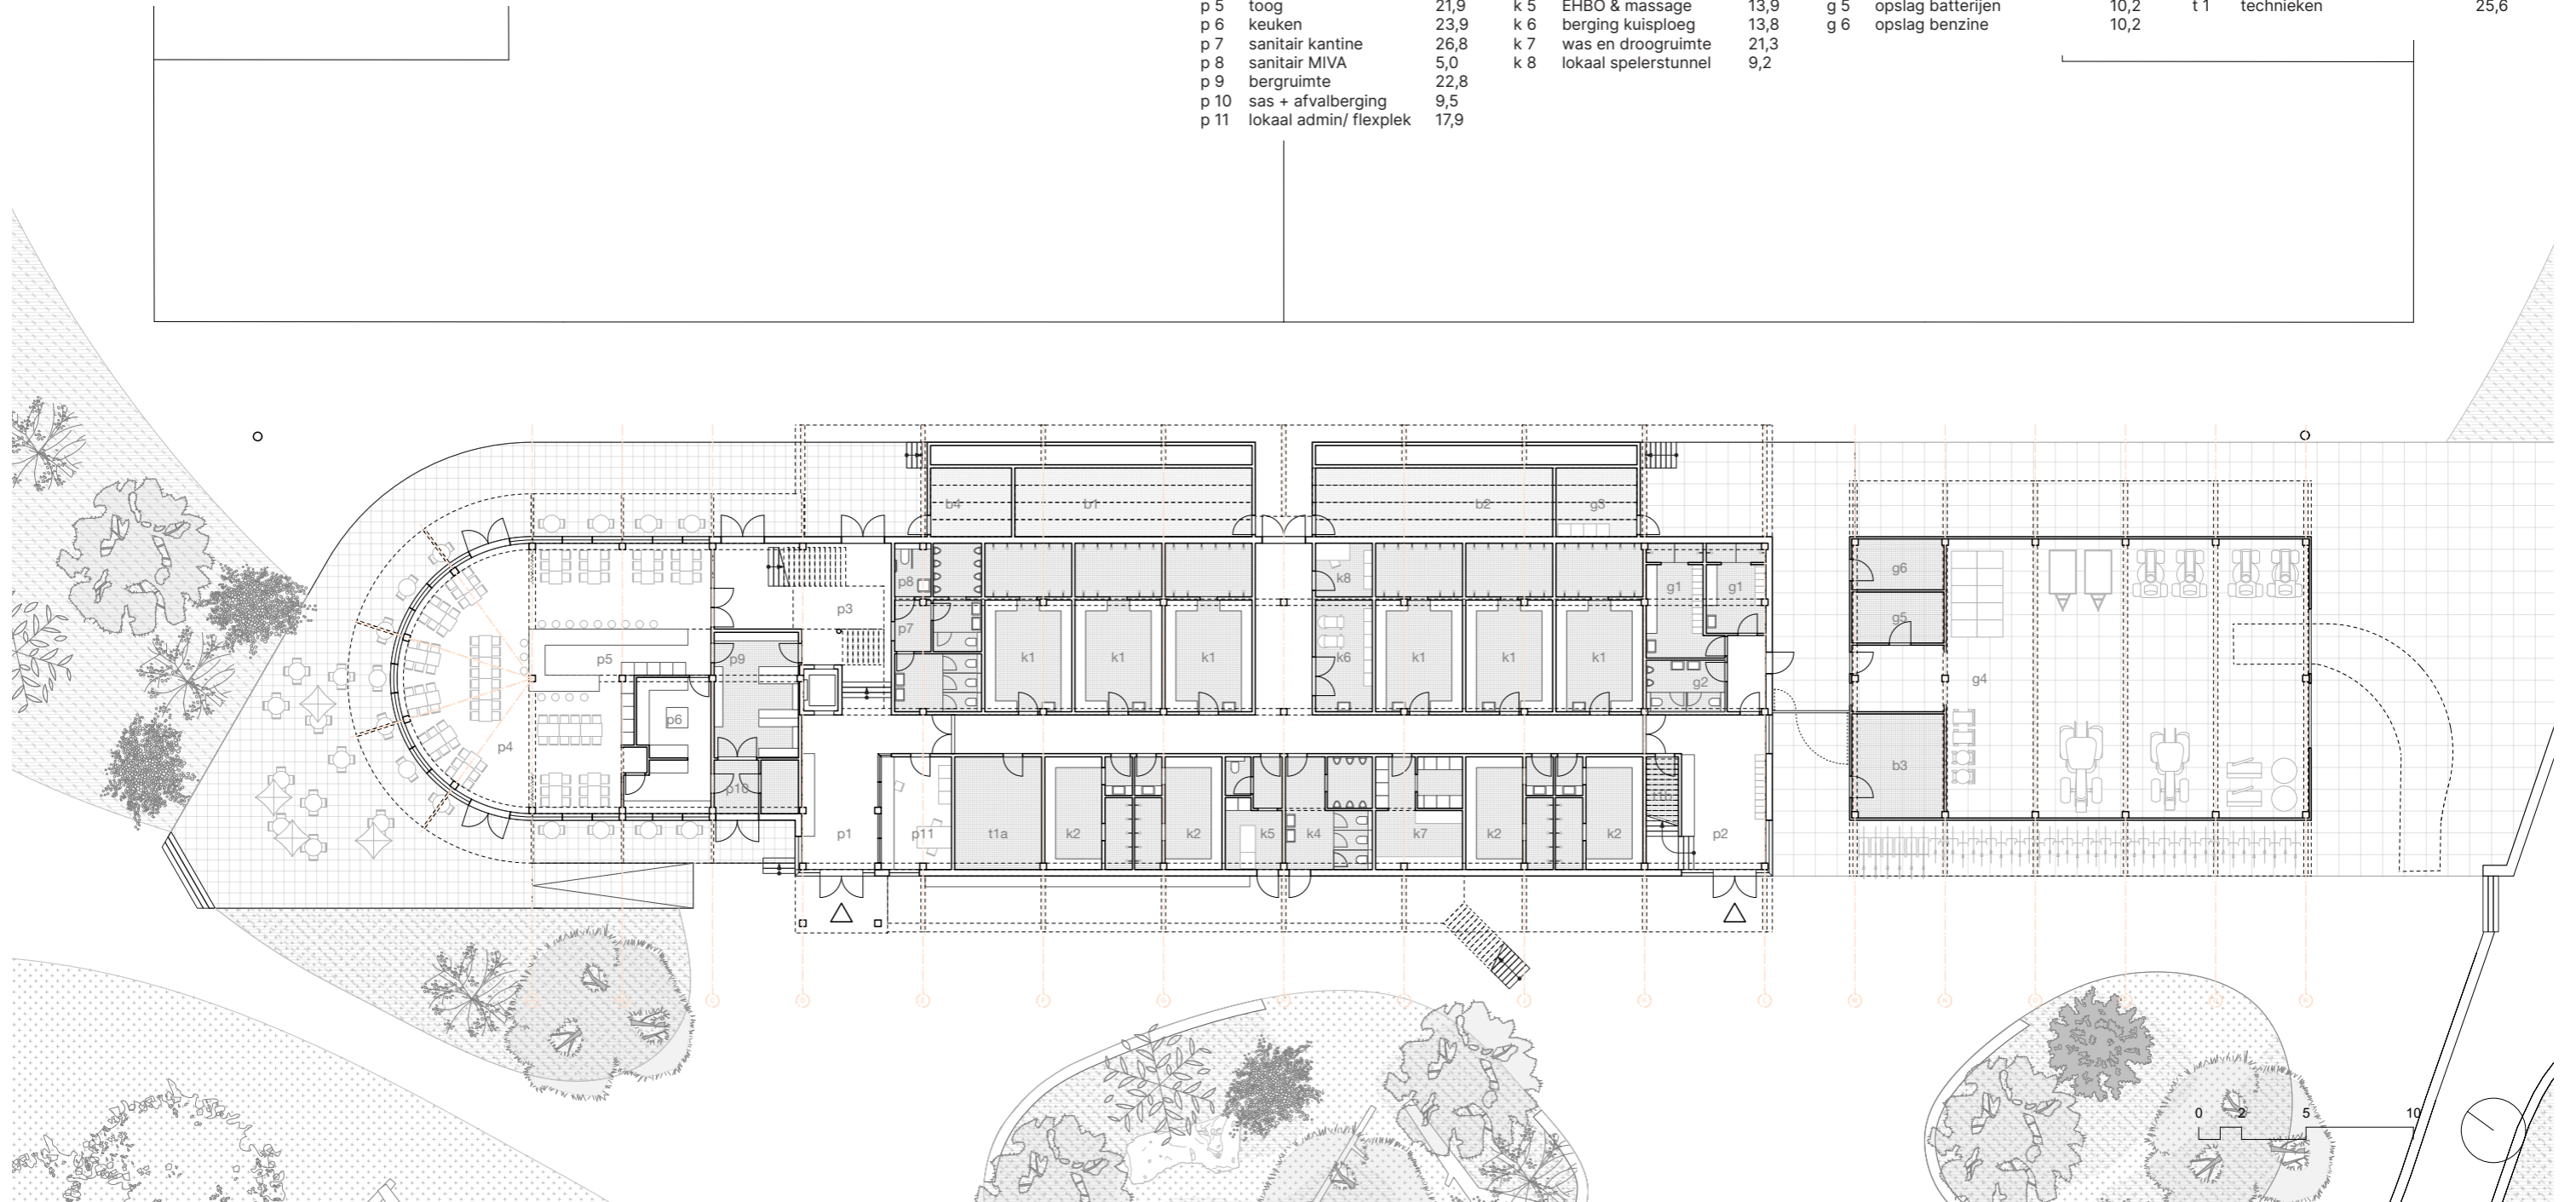 p 5 toog 21,9 k 5 EHBO & massage 13,9 g 5 opslag batterijen 10,2 t 1 technieken 25,6
p 6 keuken 23,9 k 6 berging kuisploeg 13,8 g 6 opslag benzine 10,2
p 7 sanitair kantine 26,8 k 7 was en droogruimte 21,3
p 8 sanitair MIVA 5,0 k 8 lokaal spelerstunnel 9,2
p 9 bergruimte 22,8
p 10 sas + afvalberging 9,5
p 11 lokaal admin/ flexplek 17,9
b4 b1 b2 g3
p8 p3 k8 g1 g1 g6
p7 g5
p5 p9 k1 k1 k1 k6 k1 k1 k1 g2 g4
p6
p4 b3
p10
p1 p11 t1a k2 k2 k5 k4 k7 k2 k2 p2
0 2 5 10